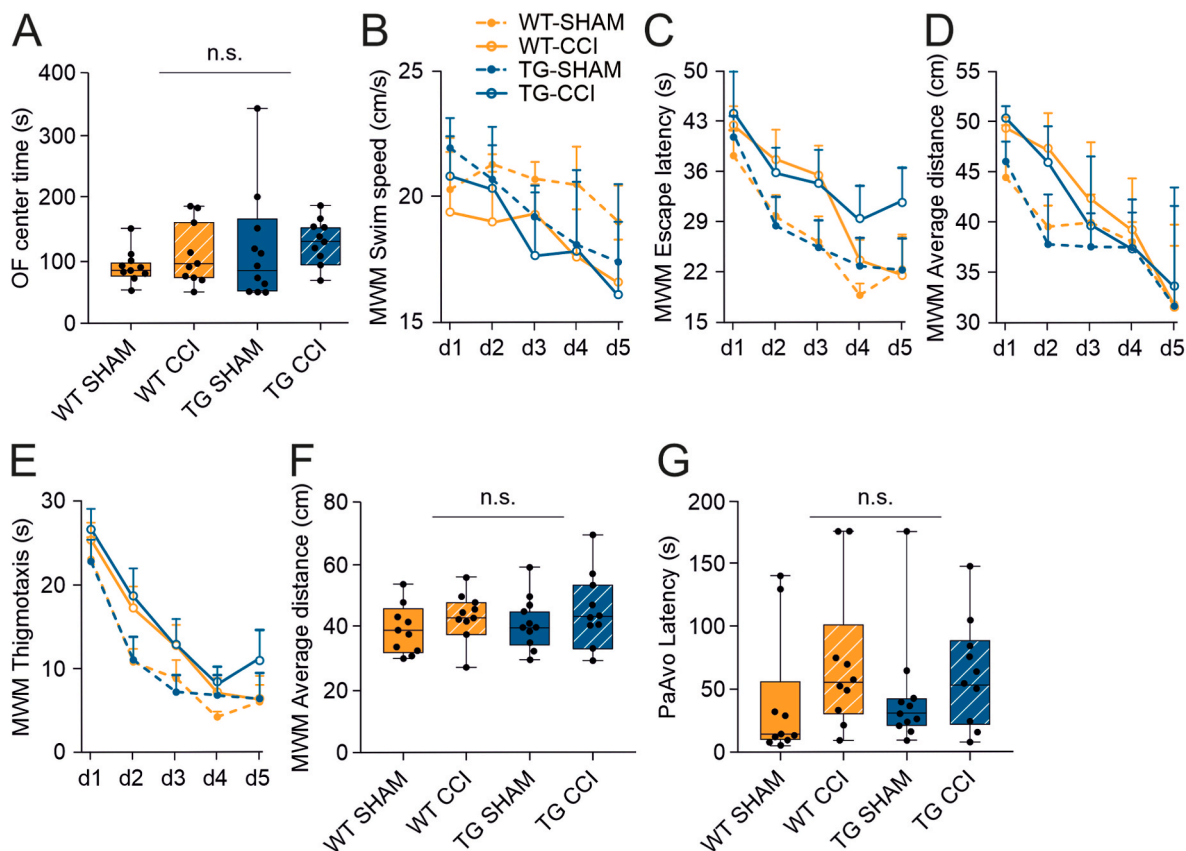 A
n.s.
OF center time (s)
400
300
200
100
0
WT SHAM
WT CCI
TG SHAM
TG CCI
B
WT-SHAM
WT-CCI
TG-SHAM
TG-CCI
MWM Swim speed (cm/s)
25
20
15
d1 d2 d3 d4 d5
C
MWM Escape latency (s)
50
43
36
29
22
15
d1 d2 d3 d4 d5
D
MWM Average distance (cm)
55
50
45
40
35
30
d1 d2 d3 d4 d5
E
MWM Thigmotaxis (s)
30
20
10
0
d1 d2 d3 d4 d5
F
n.s.
MWM Average distance (cm)
80
60
40
20
0
WT SHAM
WT CCI
TG SHAM
TG CCI
G
n.s.
PaAvo Latency (s)
200
150
100
50
0
WT SHAM
WT CCI
TG SHAM
TG CCI